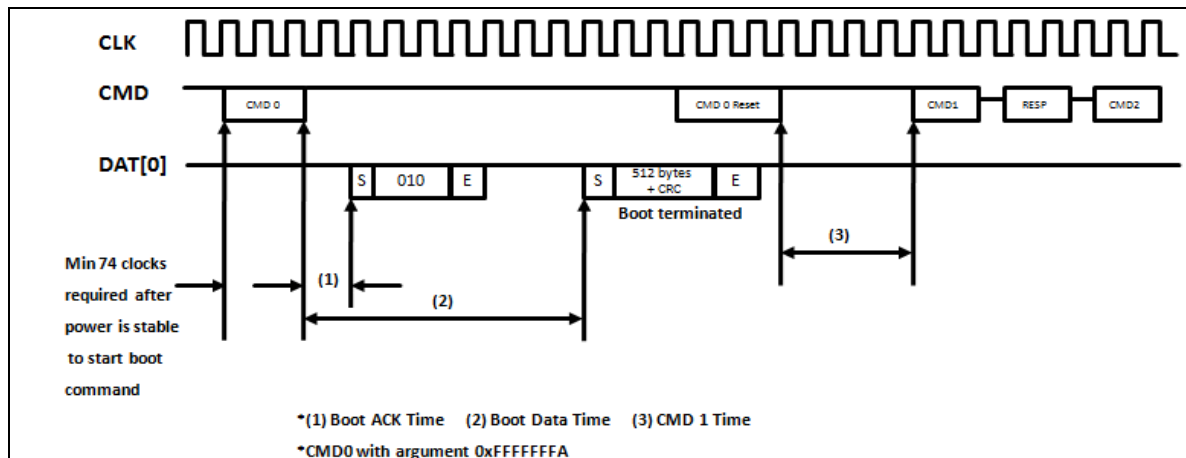 CLK
CMD
CMD 0
CMD 0 Reset
CMD1
RESP
CMD2
DAT[0]
S
010
E
S
512 bytes
+ CRC
E
Boot terminated
Min 74 clocks
required after
power is stable
to start boot
command
(1)
(2)
(3)
*(1) Boot ACK Time (2) Boot Data Time (3) CMD 1 Time
*CMD0 with argument 0xFFFFFFFA